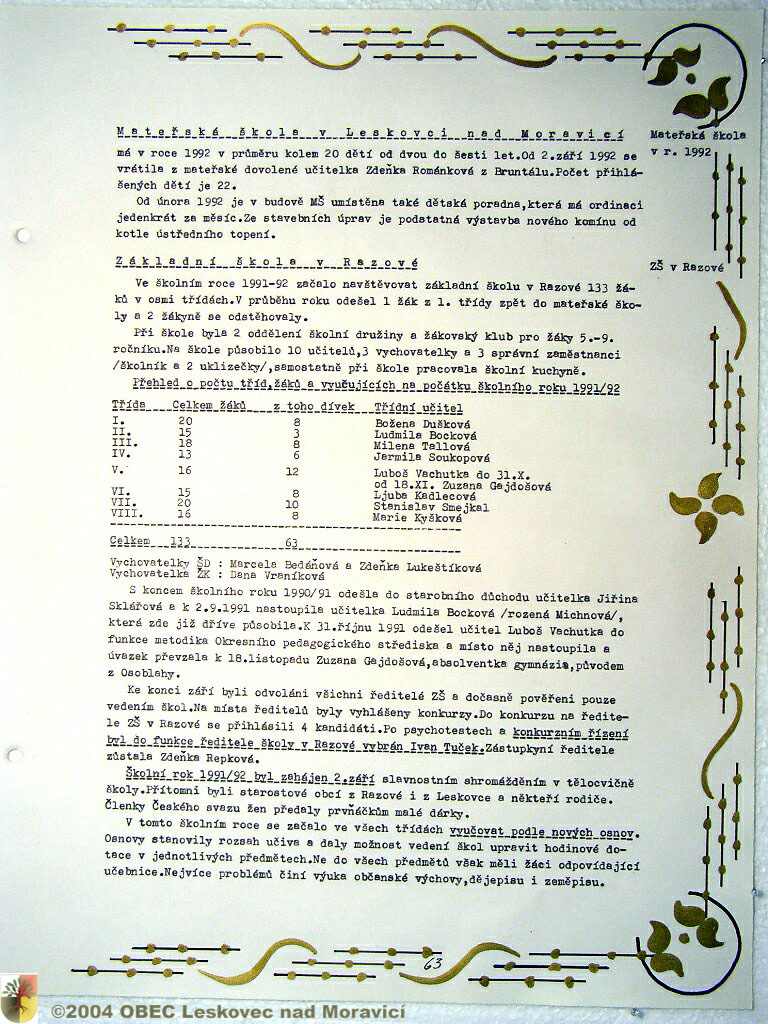 Mateřská škola v Leskovci nad Moravicí
Mateřská škola
v r. 1992
má v roce 1992 v průměru kolem 20 dětí od dvou do šesti let.Od 2.září 1992 se
vrátila z mateřské dovolené učitelka Zdeňka Románková z Bruntálu.Počet přihlá-
šených dětí je 22.
Od února 1992 je v budově MŠ umístěna také dětská poradna,která má ordinaci
jedenkrát za měsíc.Ze stavebních úprav je podstatná výstavba nového komínu od
kotle ústředního topení.
Základní škola v Razové
ZŠ v Razové
Ve školním roce 1991-92 začalo navštěvovat základní školu v Razové 133 žá-
ků v osmi třídách.V průběhu roku odešel 1 žák z 1. třídy zpět do mateřské ško-
ly a 2 žákyně se odstěhovaly.
Při škole byla 2 oddělení školní družiny a žákovský klub pro žáky 5.-9.
ročníku.Na škole působilo 10 učitelů,3 vychovatelky a 3 správní zaměstnanci
/školník a 2 uklizečky/,samostatně při škole pracovala školní kuchyně.
Přehled o počtu tříd,žáků a vyučujících na počátku školního roku 1991/92
Třída Celkem žáků z toho dívek Třídní učitel
I. 20 8 Božena Dušková
II. 15 3 Ludmila Bocková
III. 18 8 Milena Tallová
IV. 13 6 Jarmila Soukopová
V. 16 12 Luboš Vachutka do 31.X.
od 18.XI. Zuzana Gajdošová
VI. 15 8 Ljuba Kadlecová
VII. 20 10 Stanislav Smejkal
VIII. 16 8 Marie Kyšková
Celkem 133 63
Vychovatelky ŠD : Marcela Bedáňová a Zdeňka Lukeštíková
Vychovatelka ŽK : Dana Vraníková
S koncem školního roku 1990/91 odešla do starobního důchodu učitelka Jiřina
Sklářová a k 2.9.1991 nastoupila učitelka Ludmila Bocková /rozená Michnová/,
která zde již dříve působila.K 31.říjnu 1991 odešel učitel Luboš Vachutka do
funkce metodika Okresního pedagogického střediska a místo něj nastoupila a
úvazek převzala k 18.listopadu Zuzana Gajdošová,absolventka gymnázia,původem
z Osoblahy.
Ke konci září byli odvoláni všichni ředitelé ZŠ a dočasně pověřeni pouze
vedením škol.Na místa ředitelů byly vyhlášeny konkurzy.Do konkurzu na ředite-
le ZŠ v Razové se přihlásili 4 kandidáti.Po psychotestech a konkurzním řízení
byl do funkce ředitele školy v Razové vybrán Ivan Tuček.Zástupkyní ředitele
zůstala Zdeňka Repková.
Školní rok 1991/92 byl zahájen 2.září slavnostním shromážděním v tělocvičně
školy.Přítomni byli starostové obcí z Razové i z Leskovce a někteří rodiče.
Členky Českého svazu žen předaly prvňáčkům malé dárky.
V tomto školním roce se začalo ve všech třídách vyučovat podle nových osnov.
Osnovy stanovily rozsah učiva a daly možnost vedení škol upravit hodinové do-
tace v jednotlivých předmětech.Ne do všech předmětů však měli žáci odpovídající
učebnice.Nejvíce problémů činí výuka občanské výchovy,dějepisu i zeměpisu.
63
©2004 OBEC Leskovec nad Moravicí